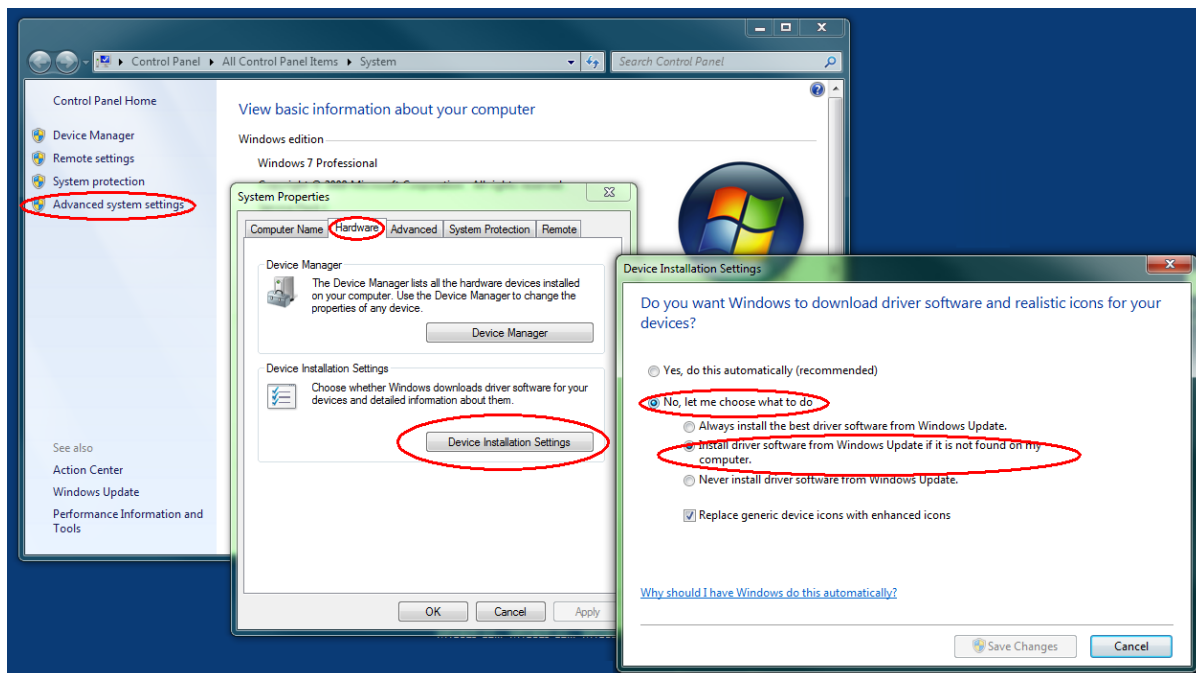 Control Panel
All Control Panel Items
System
Search Control Panel
Control Panel Home
Device Manager
Remote settings
System protection
Advanced system settings
See also
Action Center
Windows Update
Performance Information and
Tools
View basic information about your computer
Windows edition
Windows 7 Professional
System Properties
Computer Name
Hardware
Advanced
System Protection
Remote
Device Manager
The Device Manager lists all the hardware devices installed
on your computer. Use the Device Manager to change the
properties of any device.
Device Manager
Device Installation Settings
Choose whether Windows downloads driver software for your
devices and detailed information about them.
Device Installation Settings
OK
Cancel
Apply
Device Installation Settings
Do you want Windows to download driver software and realistic icons for your
devices?
Yes, do this automatically (recommended)
No, let me choose what to do
Always install the best driver software from Windows Update.
Install driver software from Windows Update if it is not found on my
computer.
Never install driver software from Windows Update.
Replace generic device icons with enhanced icons
Why should I have Windows do this automatically?
Save Changes
Cancel